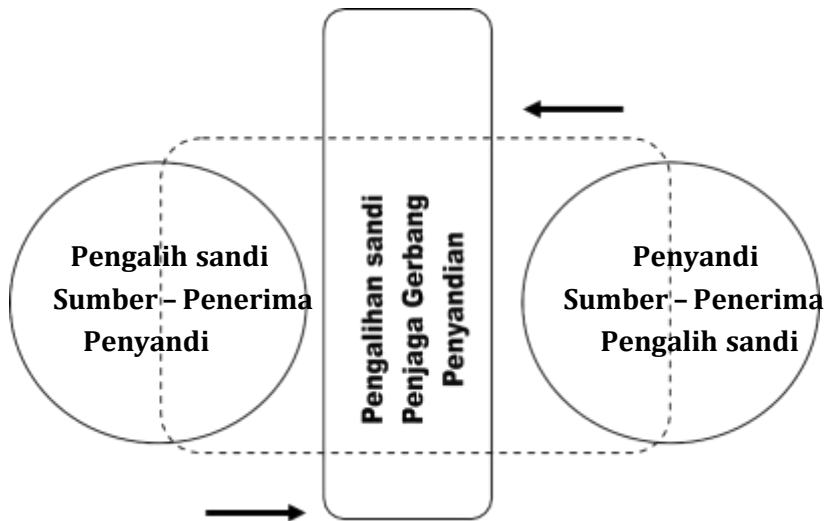 Pengalih sandi
Sumber – Penerima
Penyandi
Pengalihan sandi
Penjaga Gerbang
Penyandian
Penyandi
Sumber – Penerima
Pengalih sandi